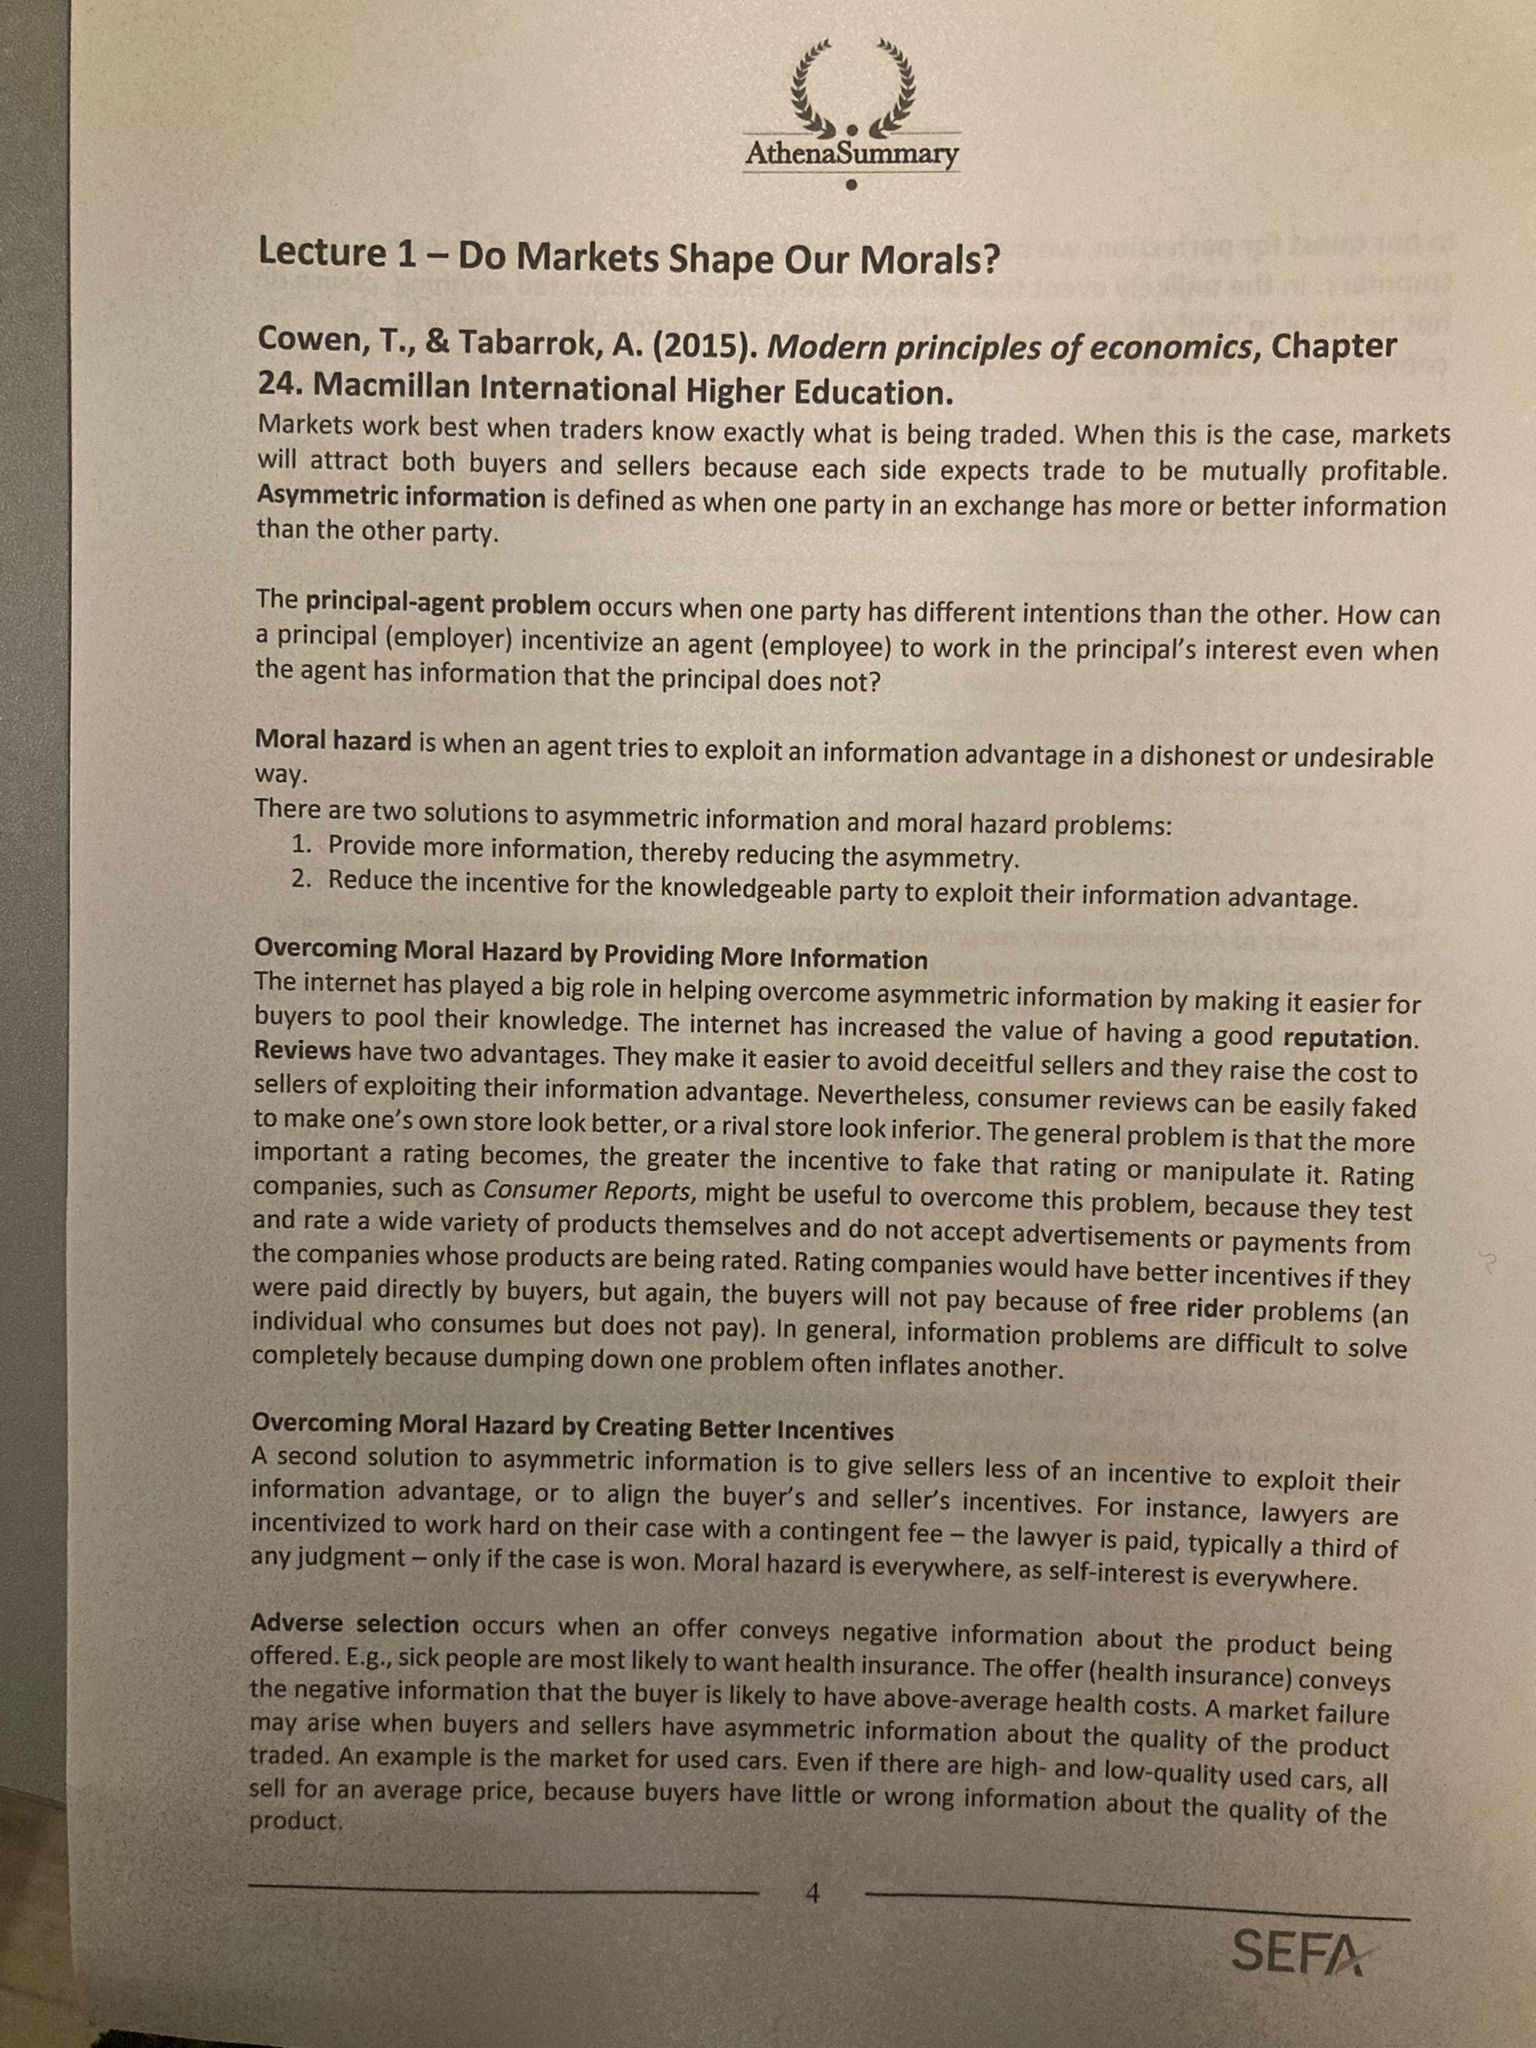 AthenaSummary
Lecture 1 – Do Markets Shape Our Morals?
Cowen, T., & Tabarrok, A. (2015). Modern principles of economics, Chapter
24. Macmillan International Higher Education.
Markets work best when traders know exactly what is being traded. When this is the case, markets
will attract both buyers and sellers because each side expects trade to be mutually profitable.
Asymmetric information is defined as when one party in an exchange has more or better information
than the other party.
The principal-agent problem occurs when one party has different intentions than the other. How can
a principal (employer) incentivize an agent (employee) to work in the principal's interest even when
the agent has information that the principal does not?
Moral hazard is when an agent tries to exploit an information advantage in a dishonest or undesirable
way.
There are two solutions to asymmetric information and moral hazard problems:
1. Provide more information, thereby reducing the asymmetry.
2. Reduce the incentive for the knowledgeable party to exploit their information advantage.
Overcoming Moral Hazard by Providing More Information
The internet has played a big role in helping overcome asymmetric information by making it easier for
buyers to pool their knowledge. The internet has increased the value of having a good reputation.
Reviews have two advantages. They make it easier to avoid deceitful sellers and they raise the cost to
sellers of exploiting their information advantage. Nevertheless, consumer reviews can be easily faked
to make one's own store look better, or a rival store look inferior. The general problem is that the more
important a rating becomes, the greater the incentive to fake that rating or manipulate it. Rating
companies, such as Consumer Reports, might be useful to overcome this problem, because they test
and rate a wide variety of products themselves and do not accept advertisements or payments from
the companies whose products are being rated. Rating companies would have better incentives if they
were paid directly by buyers, but again, the buyers will not pay because of free rider problems (an
individual who consumes but does not pay). In general, information problems are difficult to solve
completely because dumping down one problem often inflates another.
Overcoming Moral Hazard by Creating Better Incentives
A second solution to asymmetric information is to give sellers less of an incentive to exploit their
information advantage, or to align the buyer's and seller's incentives. For instance, lawyers are
incentivized to work hard on their case with a contingent fee – the lawyer is paid, typically a third of
any judgment – only if the case is won. Moral hazard is everywhere, as self-interest is everywhere.
Adverse selection occurs when an offer conveys negative information about the product being
offered. E.g., sick people are most likely to want health insurance. The offer (health insurance) conveys
the negative information that the buyer is likely to have above-average health costs. A market failure
may arise when buyers and sellers have asymmetric information about the quality of the product
traded. An example is the market for used cars. Even if there are high- and low-quality used cars, all
sell for an average price, because buyers have little or wrong information about the quality of the
product.
4
SEFA